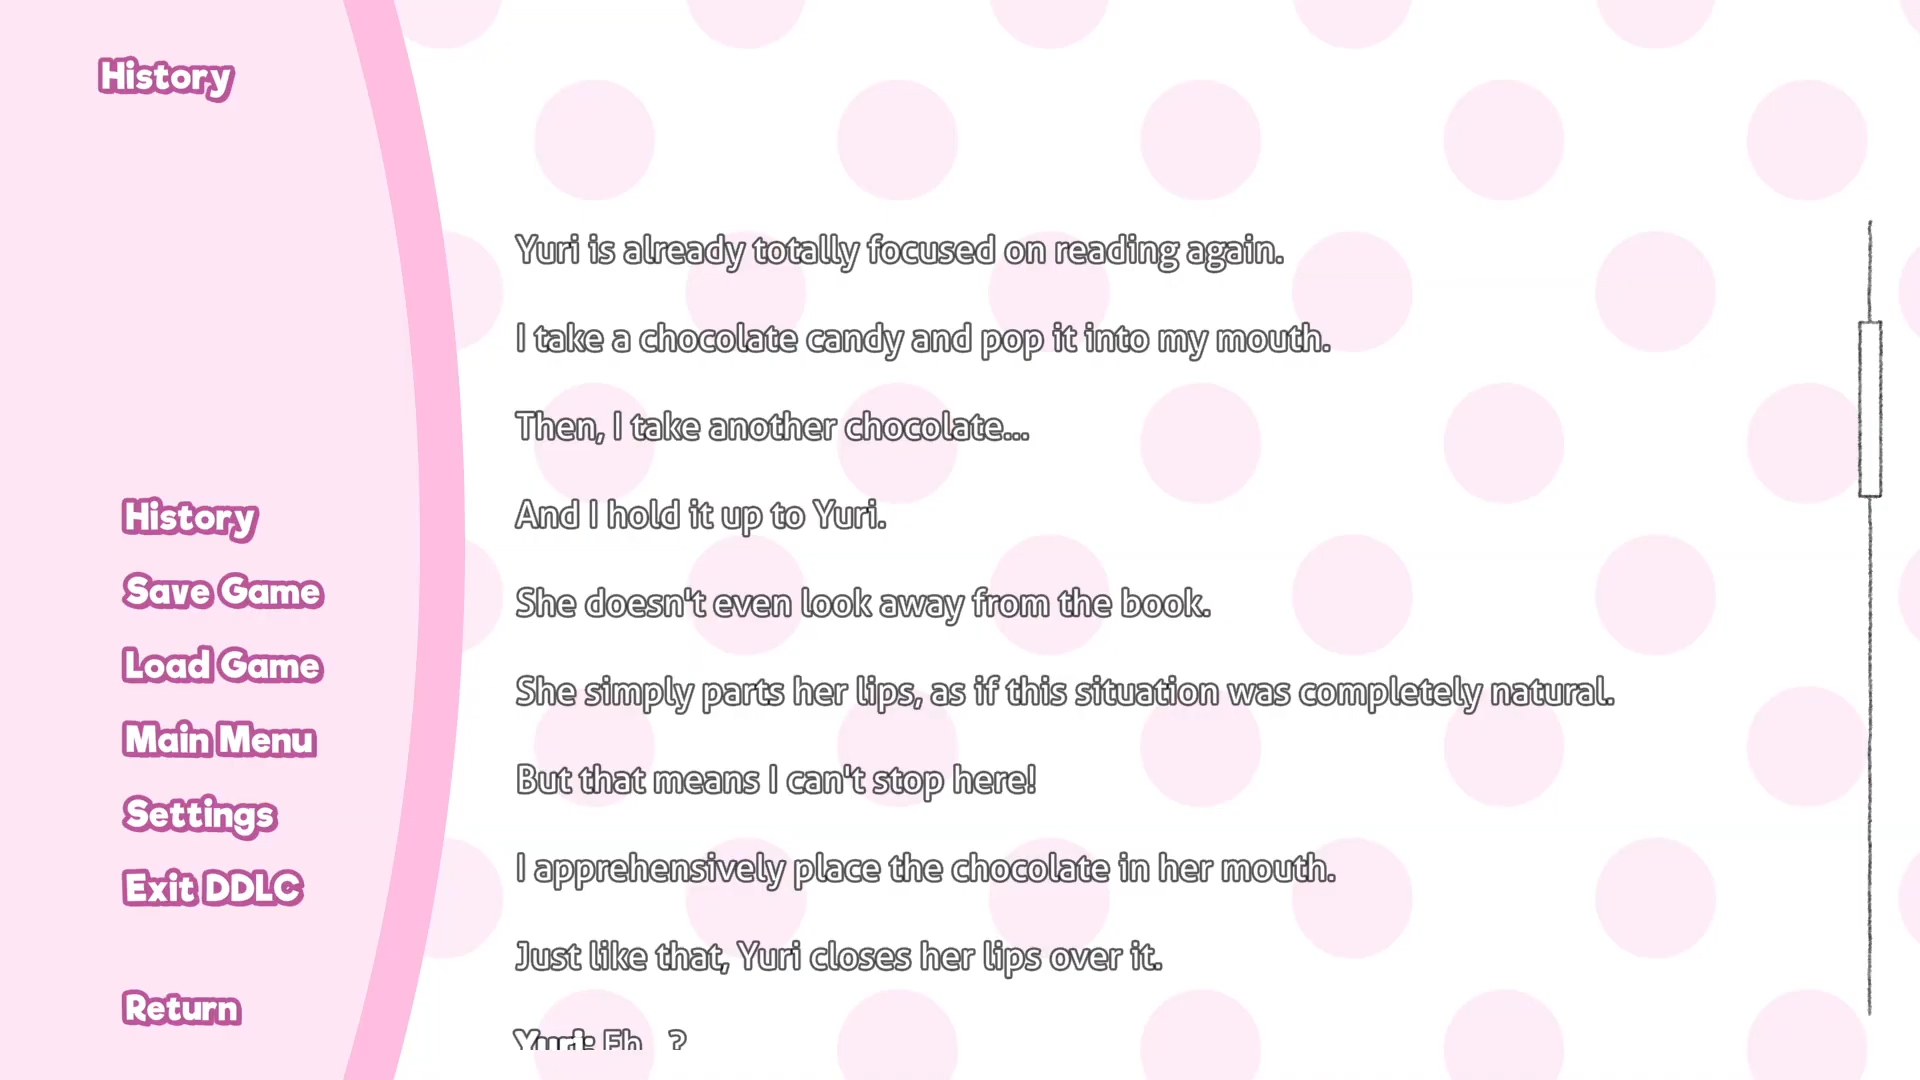 History
History
Save Game
Load Game
Main Menu
Settings
Exit DDLC
Return
Yuri is already totally focused on reading again.
I take a chocolate candy and pop it into my mouth.
Then, I take another chocolate...
And I hold it up to Yuri.
She doesn't even look away from the book.
She simply parts her lips, as if this situation was completely natural.
But that means I can't stop here!
I apprehensively place the chocolate in her mouth.
Just like that, Yuri closes her lips over it.
Yuri: Eh...?